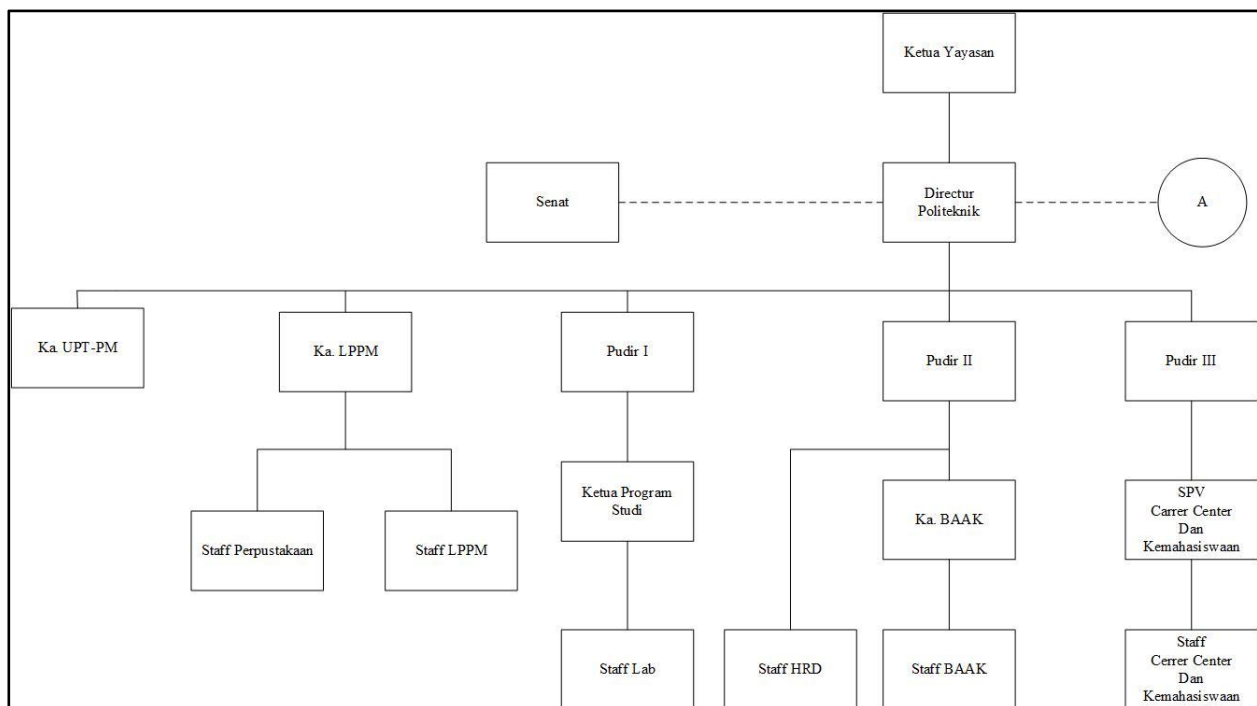 Ketua Yayasan
Senat
Directur
Politeknik
A
Ka. UPT-PM
Ka. LPPM
Pudir I
Pudir II
Pudir III
Ketua Program
Studi
Ka. BAAK
SPV
Carrer Center
Dan
Kemahasiswaan
Staff Perpustakaan
Staff LPPM
Staff Lab
Staff HRD
Staff BAAK
Staff
Cerrer Center
Dan
Kemahasiswaan